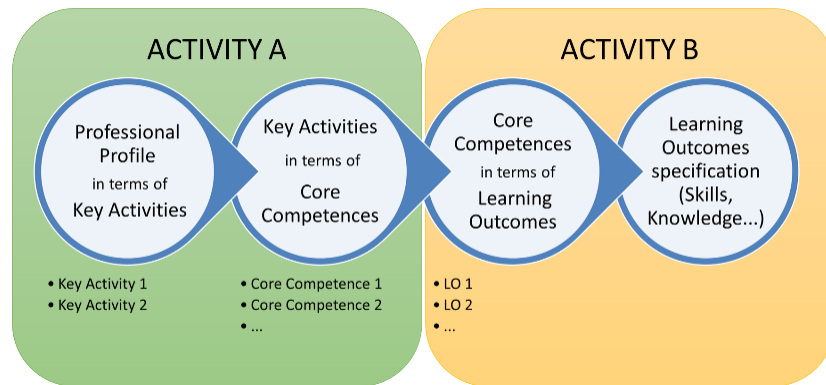 ACTIVITY A
Professional
Profile
in terms of
Key Activities
• Key Activity 1
• Key Activity 2
Key Activities
in terms of
Core
Competences
• Core Competence 1
• Core Competence 2
• ...
ACTIVITY B
Core
Competences
in terms of
Learning
Outcomes
• LO 1
• LO 2
• ...
Learning
Outcomes
specification
(Skills,
Knowledge...)